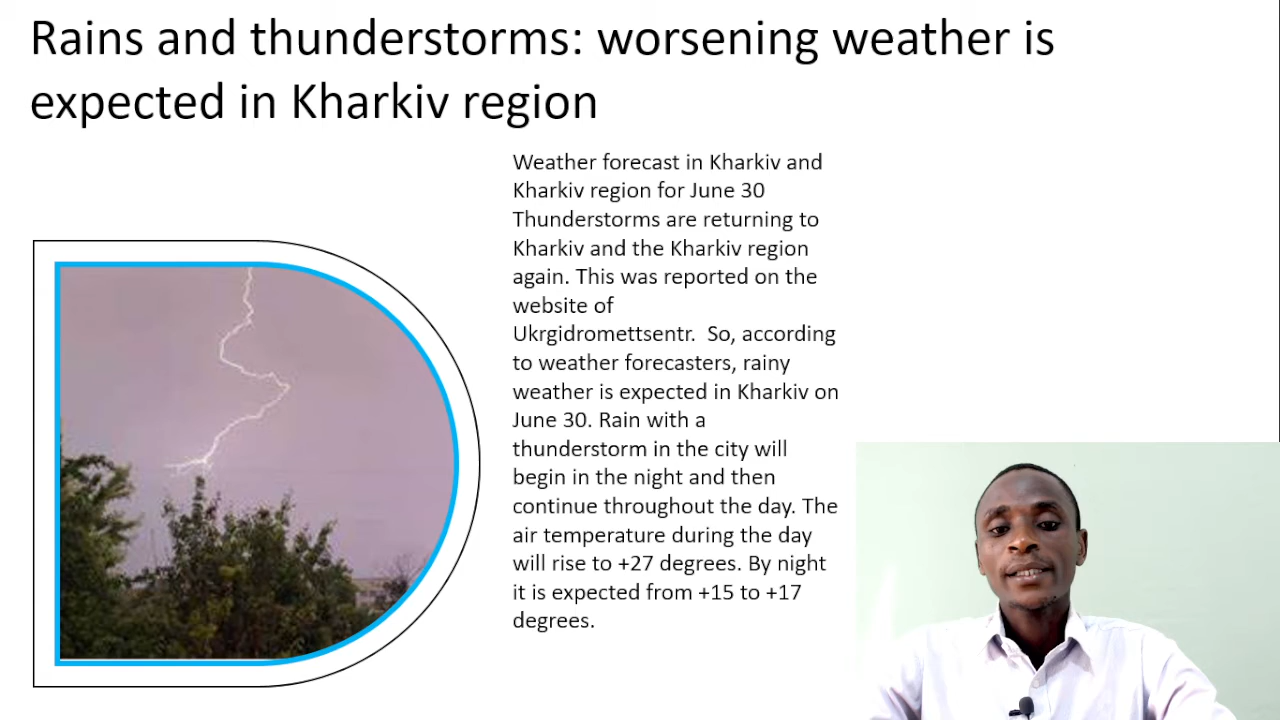 Rains and thunderstorms: worsening weather is
expected in Kharkiv region
Weather forecast in Kharkiv and
Kharkiv region for June 30
Thunderstorms are returning to
Kharkiv and the Kharkiv region
again. This was reported on the
website of
Ukrgidromettsentr.  So, according
to weather forecasters, rainy
weather is expected in Kharkiv on
June 30. Rain with a
thunderstorm in the city will
begin in the night and then
continue throughout the day. The
air temperature during the day
will rise to +27 degrees. By night
it is expected from +15 to +17
degrees.